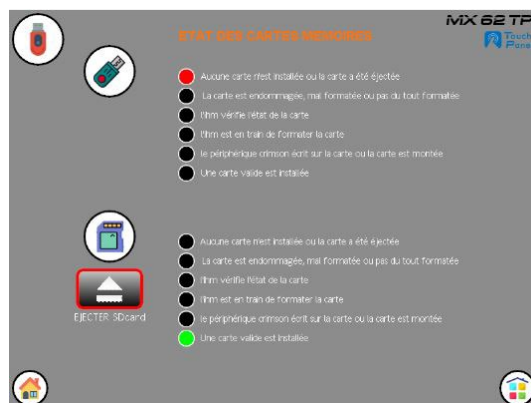 MX 62 TP
ETAT DES CARTES MEMOIRES
Touch
Panel
Aucune carte n'est installée ou la carte a été éjectée
La carte est endommagée, mal formatée ou pas du tout formatée
l'ihm vérifie l'état de la carte
l'ihm est en train de formater la carte
le périphérique crimson écrit sur la carte ou la carte est montée
Une carte valide est installée
Aucune carte n'est installée ou la carte a été éjectée
La carte est endommagée, mal formatée ou pas du tout formatée
l'ihm vérifie l'état de la carte
l'ihm est en train de formater la carte
le périphérique crimson écrit sur la carte ou la carte est montée
EJECTER SDcard
Une carte valide est installée